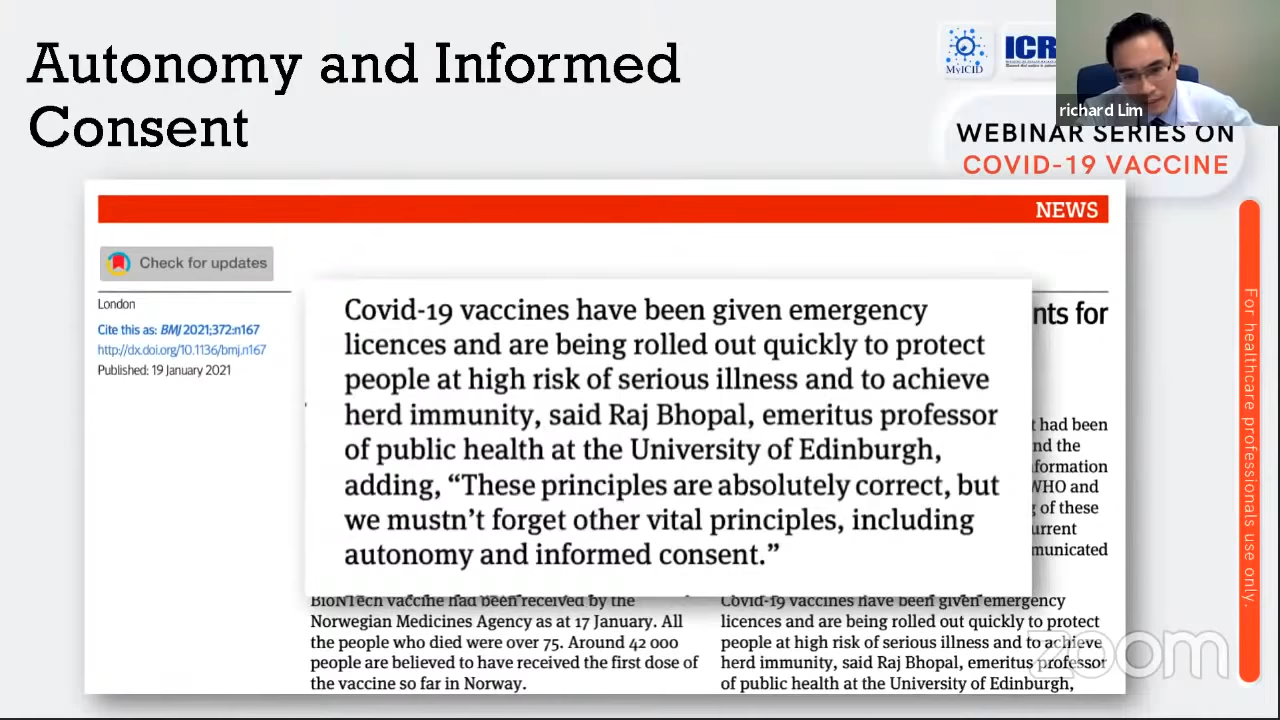 Autonomy and Informed
Consent
MyICID
ICR
richard Lim
WEBINAR SERIES ON
COVID-19 VACCINE
NEWS
Check for updates
London
Cite this as: BMJ 2021;372:n167
http://dx.doi.org/10.1136/bmj.n167
Published: 19 January 2021
Covid-19 vaccines have been given emergency
licences and are being rolled out quickly to protect
people at high risk of serious illness and to achieve
herd immunity, said Raj Bhopal, emeritus professor
of public health at the University of Edinburgh,
adding, “These principles are absolutely correct, but
we mustn’t forget other vital principles, including
autonomy and informed consent.”
nts for
had been
nd the
formation
WHO and
of these
urrent
municated
BioNTech vaccine had been received by the
Norwegian Medicines Agency as at 17 January. All
the people who died were over 75. Around 42 000
people are believed to have received the first dose of
the vaccine so far in Norway.
Covid-19 vaccines have been given emergency
licences and are being rolled out quickly to protect
people at high risk of serious illness and to achieve
herd immunity, said Raj Bhopal, emeritus professor
of public health at the University of Edinburgh,
For healthcare professionals use only.
zoom